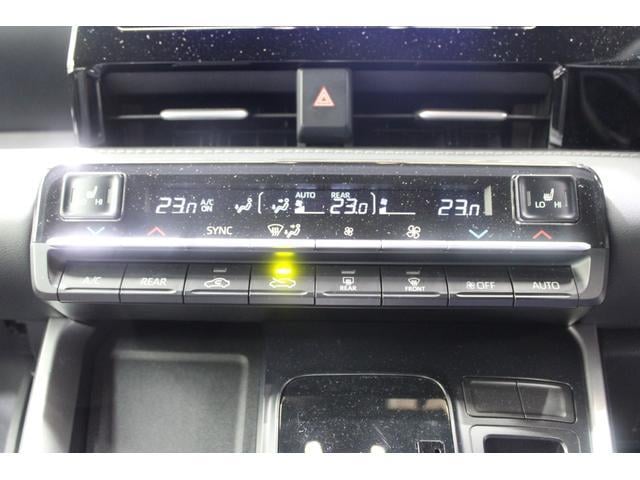 AUTO REAR
HI 23.0 A/C ON 23.0 23.0 LO HI
SYNC
A/C REAR REAR FRONT OFF AUTO